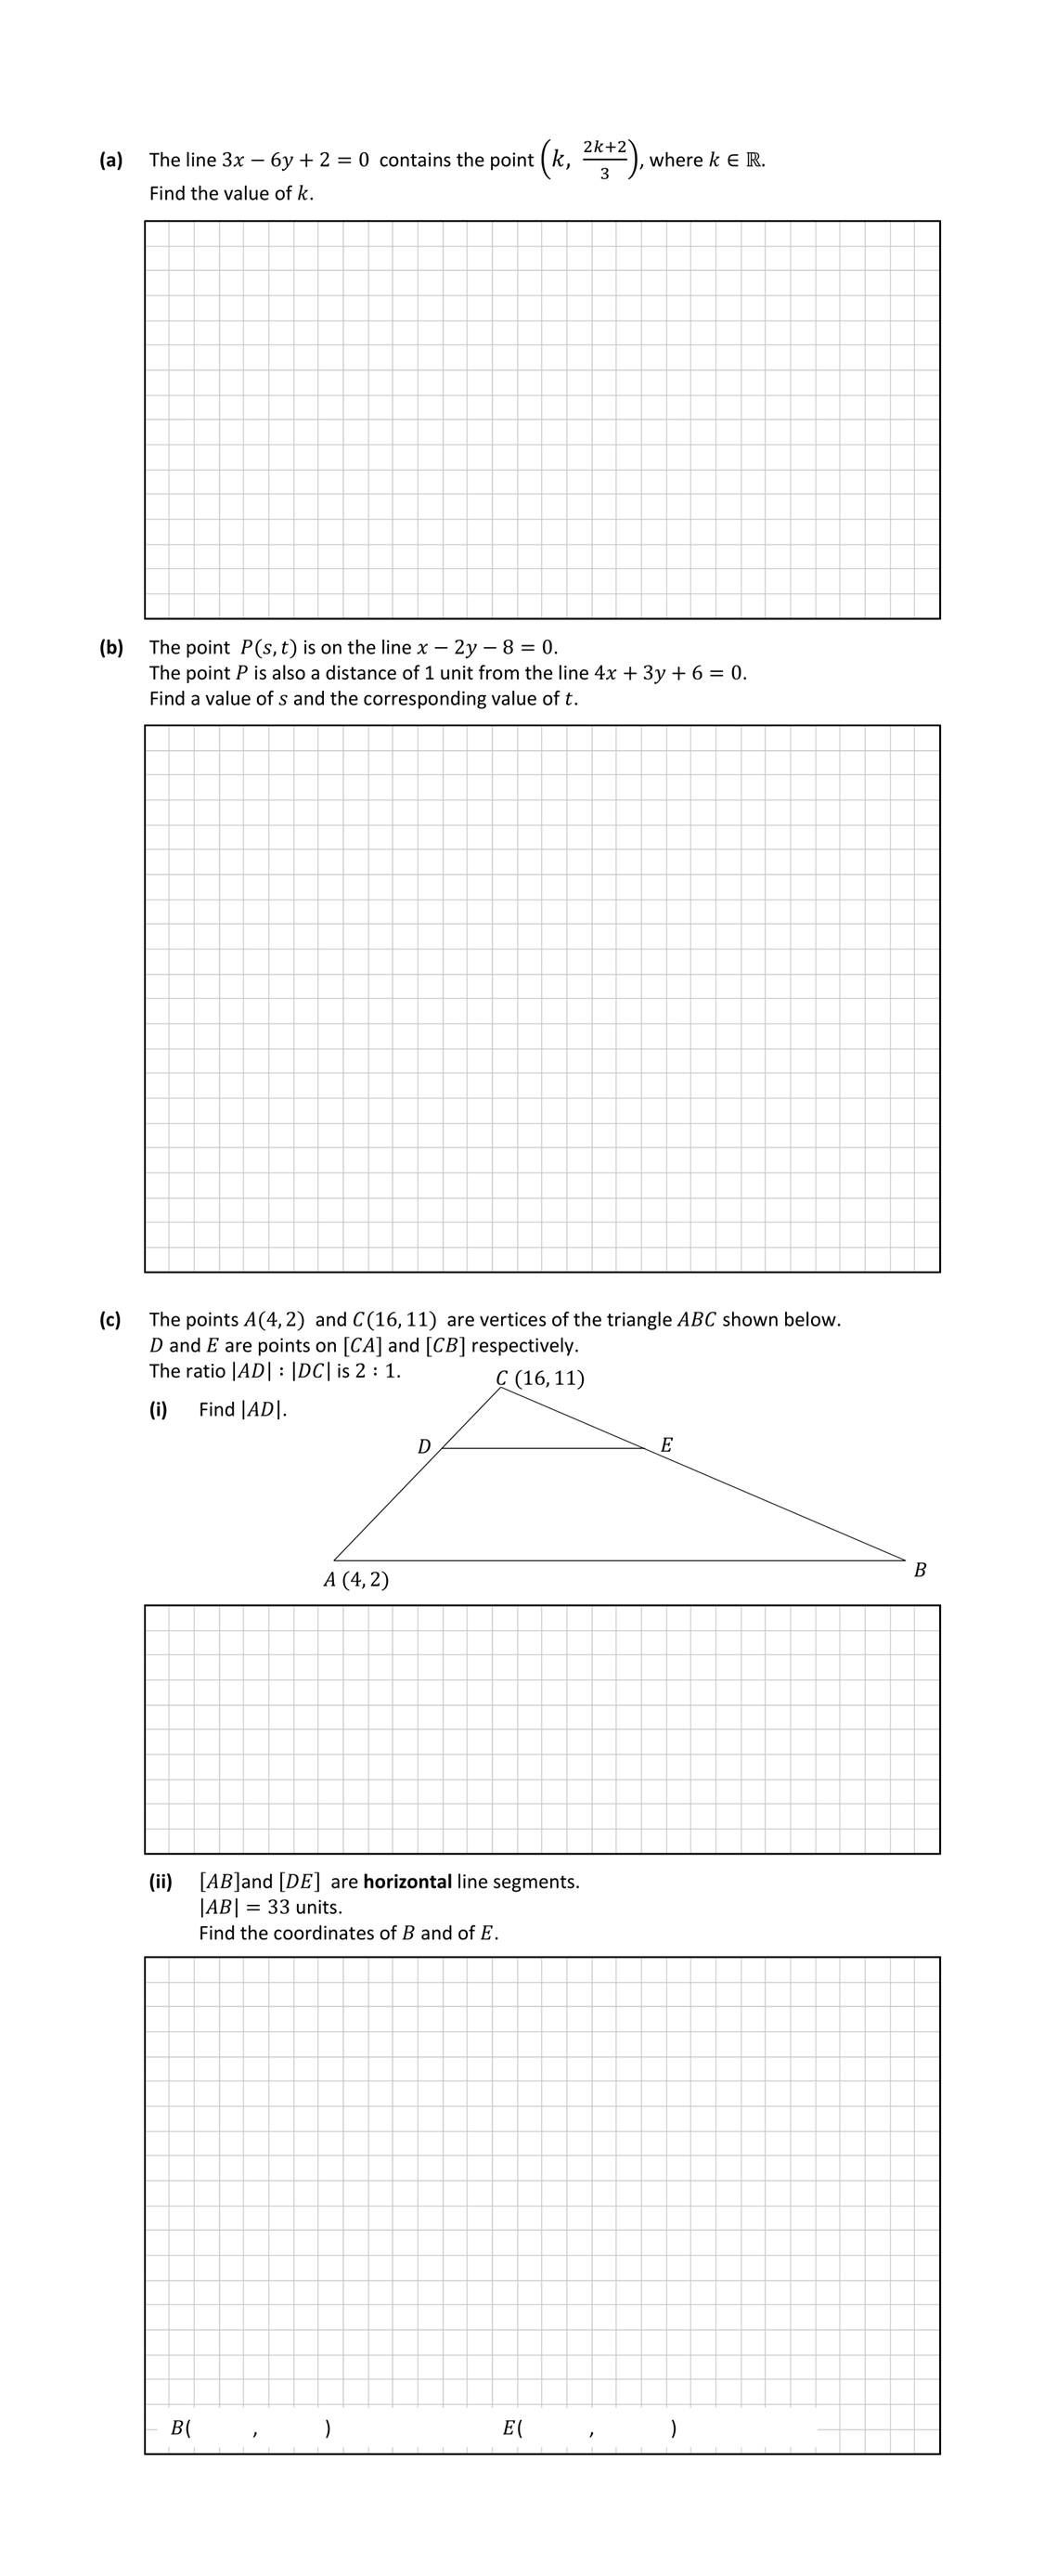 (a) The line 3x − 6y + 2 = 0 contains the point (k, (2k+2)/3), where k ∈ ℝ.
Find the value of k.
(b) The point P(s, t) is on the line x − 2y − 8 = 0.
The point P is also a distance of 1 unit from the line 4x + 3y + 6 = 0.
Find a value of s and the corresponding value of t.
(c) The points A(4, 2) and C(16, 11) are vertices of the triangle ABC shown below.
D and E are points on [CA] and [CB] respectively.
The ratio |AD| : |DC| is 2 : 1.
C (16, 11)
(i) Find |AD|.
D
E
B
A (4, 2)
(ii) [AB]and [DE] are horizontal line segments.
|AB| = 33 units.
Find the coordinates of B and of E.
B( , ) E( , )